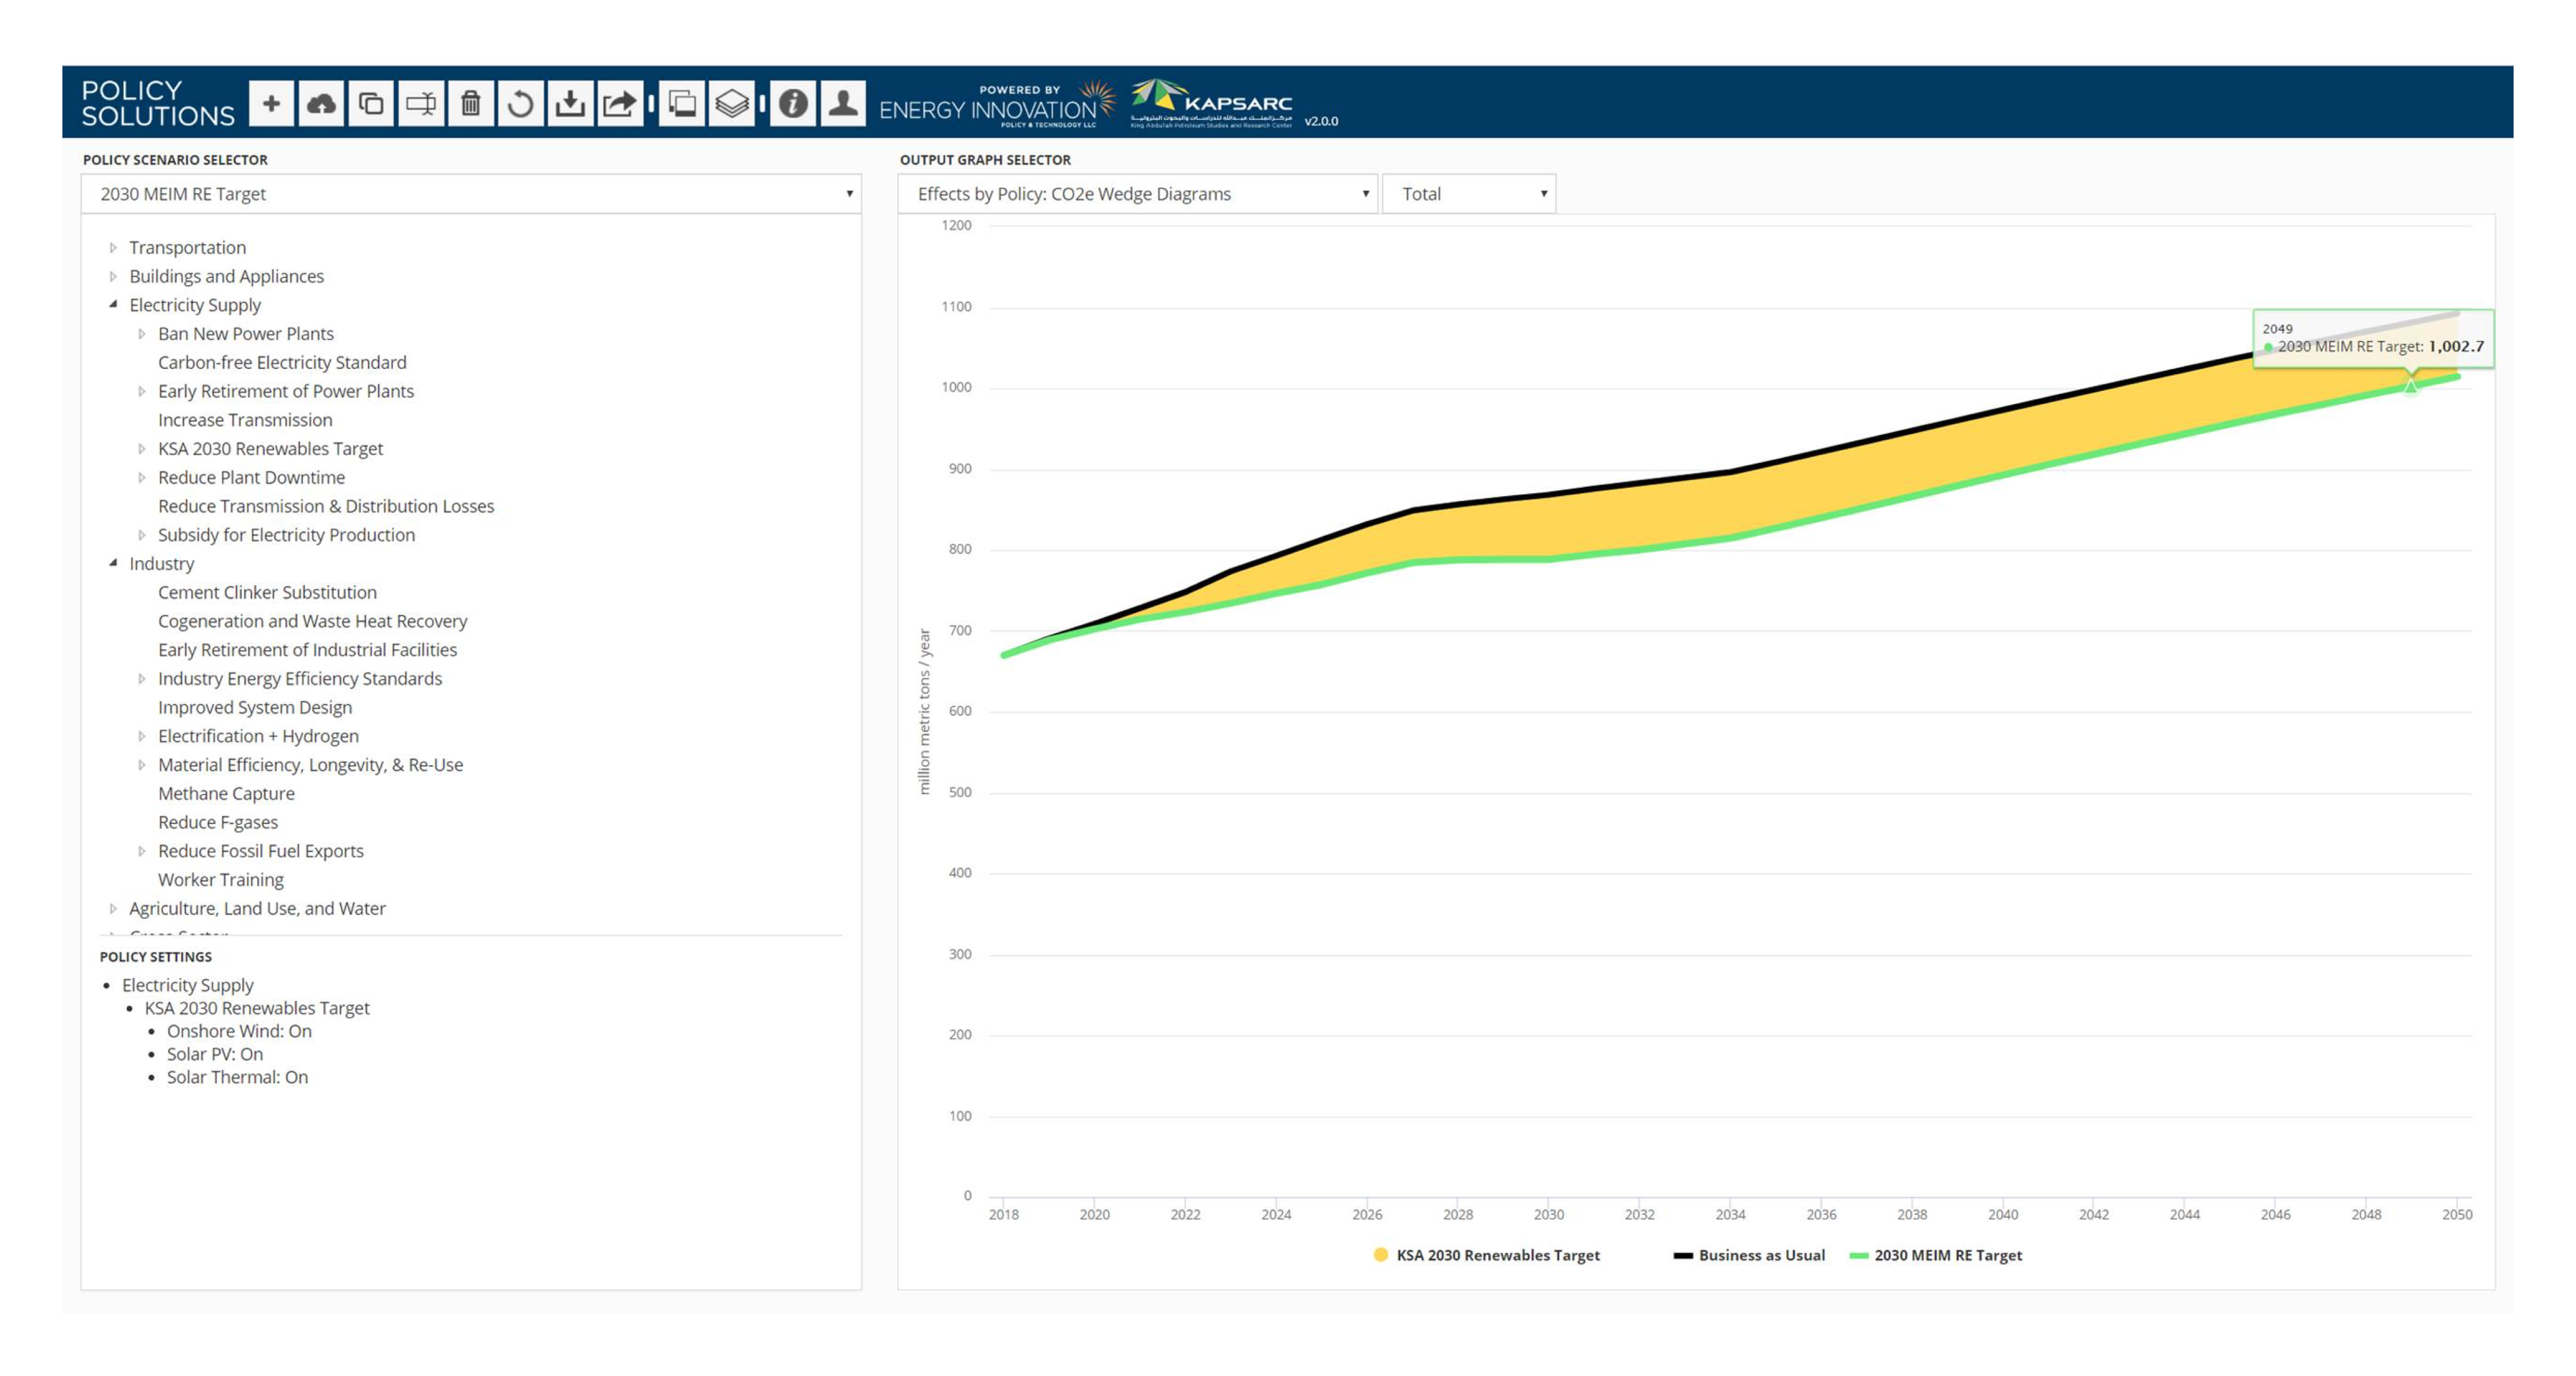 POLICY
SOLUTIONS
POWERED BY
ENERGY INNOVATION
POLICY & TECHNOLOGY LLC
KAPSARC
King Abdullah Petroleum Studies and Research Center
v2.0.0
POLICY SCENARIO SELECTOR
2030 MEIM RE Target
Transportation
Buildings and Appliances
Electricity Supply
Ban New Power Plants
Carbon-free Electricity Standard
Early Retirement of Power Plants
Increase Transmission
KSA 2030 Renewables Target
Reduce Plant Downtime
Reduce Transmission & Distribution Losses
Subsidy for Electricity Production
Industry
Cement Clinker Substitution
Cogeneration and Waste Heat Recovery
Early Retirement of Industrial Facilities
Industry Energy Efficiency Standards
Improved System Design
Electrification + Hydrogen
Material Efficiency, Longevity, & Re-Use
Methane Capture
Reduce F-gases
Reduce Fossil Fuel Exports
Worker Training
Agriculture, Land Use, and Water
POLICY SETTINGS
• Electricity Supply
• KSA 2030 Renewables Target
• Onshore Wind: On
• Solar PV: On
• Solar Thermal: On
OUTPUT GRAPH SELECTOR
Effects by Policy: CO2e Wedge Diagrams
Total
1200
1100
1000
900
800
700
600
500
400
300
200
100
0
million metric tons / year
2049
2030 MEIM RE Target: 1,002.7
2018 2020 2022 2024 2026 2028 2030 2032 2034 2036 2038 2040 2042 2044 2046 2048 2050
KSA 2030 Renewables Target Business as Usual 2030 MEIM RE Target